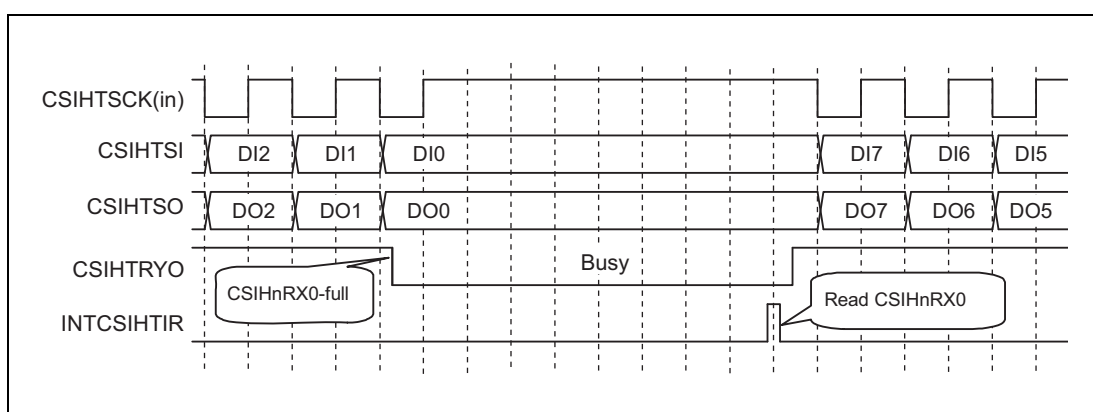 CSIHTSCK(in)
CSIHTSI DI2 DI1 DI0 DI7 DI6 DI5
CSIHTSO DO2 DO1 DO0 DO7 DO6 DO5
CSIHTRYO Busy
CSIHnRX0-full
Read CSIHnRX0
INTCSIHTIR